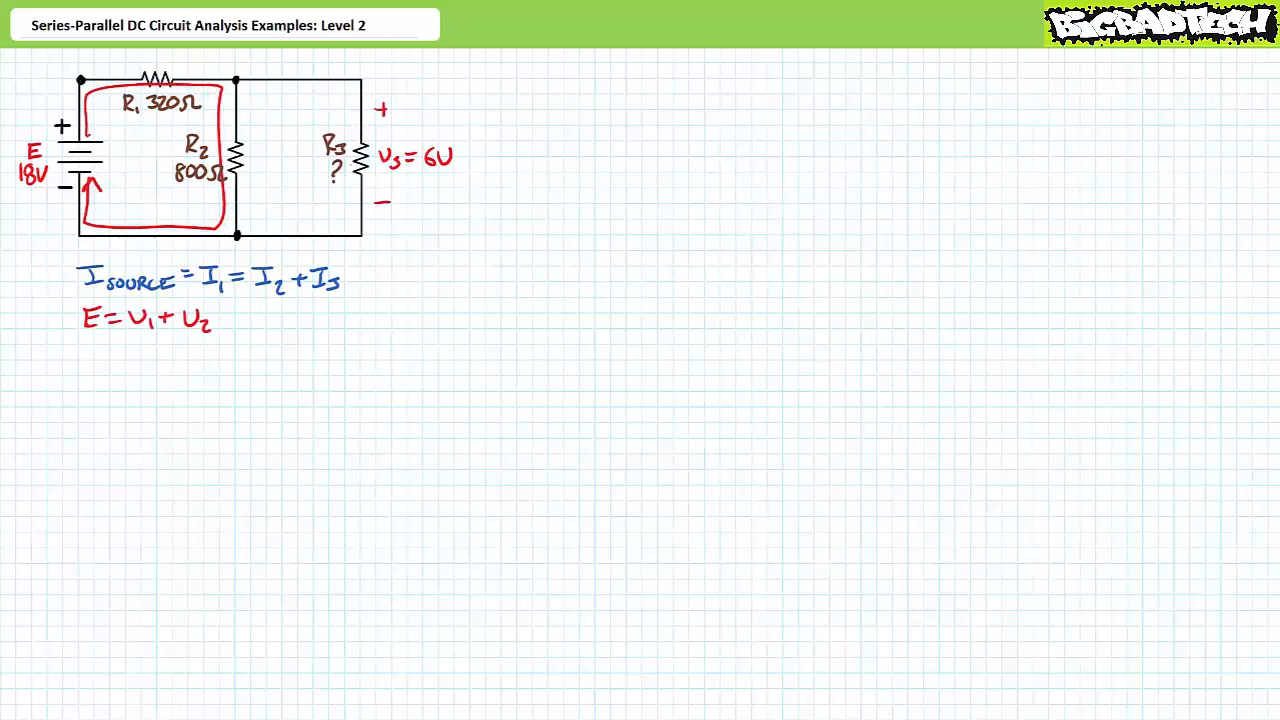 Series-Parallel DC Circuit Analysis Examples: Level 2
BIGBADTECH
R₁ 320Ω
+
E
18V
−
R₂
800Ω
R₃
?
+
V₃ = 6V
−
I SOURCE = I₁ = I₂ + I₃
E = V₁ + V₂